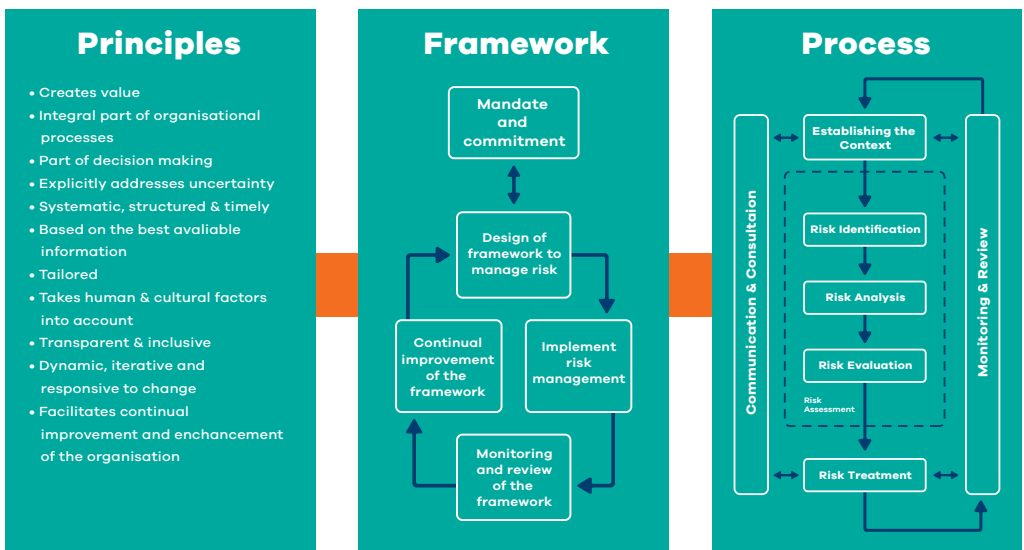 Principles
• Creates value
• Integral part of organisational
processes
• Part of decision making
• Explicitly addresses uncertainty
• Systematic, structured & timely
• Based on the best avaliable
information
• Tailored
• Takes human & cultural factors
into account
• Transparent & inclusive
• Dynamic, iterative and
responsive to change
• Facilitates continual
improvement and enchancement
of the organisation
Framework
Mandate
and
commitment
Design of
framework to
manage risk
Continual
improvement
of the
framework
Implement
risk
management
Monitoring
and review
of the
framework
Process
Communication & Consultaion
Establishing the
Context
Risk Identification
Risk Analysis
Risk Evaluation
Risk
Assessment
Risk Treatment
Monitoring & Review